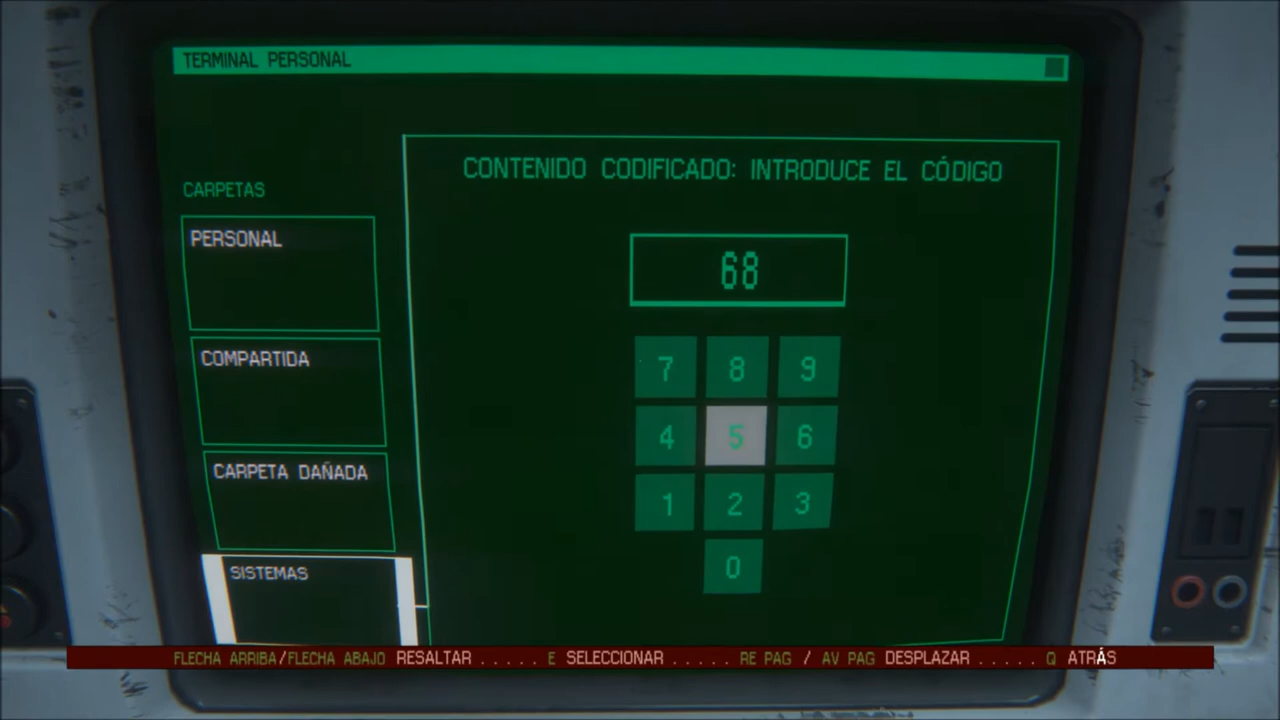 TERMINAL PERSONAL
CARPETAS
PERSONAL
COMPARTIDA
CARPETA DAÑADA
SISTEMAS
CONTENIDO CODIFICADO: INTRODUCE EL CÓDIGO
68
7 8 9
4 5 6
1 2 3
0
FLECHA ARRIBA/FLECHA ABAJO RESALTAR ..... E SELECCIONAR ..... RE PAG / AV PAG DESPLAZAR ..... Q ATRÁS